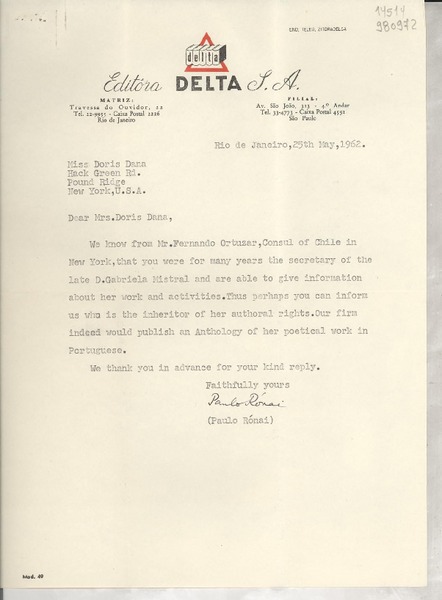 END. TELEG. DIFORADELTA
14514
980972
delta
Editôra DELTA S. A.
MATRIZ:
Travessa do Ouvidor, 22
Tel. 22-9955 - Caixa Postal 2226
Rio de Janeiro
FILIAL:
Av. São João, 323 - 4.º Andar
Tel. 33-4773 - Caixa Postal 4552
São Paulo
Rio de Janeiro,25th May,1962.
Miss Doris Dana
Hack Green Rd.
Pound Ridge
New York,U.S.A.
Dear Mrs.Doris Dana,
We know from Mr.Fernando Ortuzar,Consul of Chile in
New York,that you were for many years the secretary of the
late D.Gabriela Mistral and are able to give information
about her work and activities.Thus perhaps you can inform
us who is the inheritor of her authoral rights.Our firm
indeed would publish an Anthology of her poetical work in
Portuguese.
We thank you in advance for your kind reply.
Faithfully yours
Paulo Rónai
(Paulo Rónai)
Mod. 49